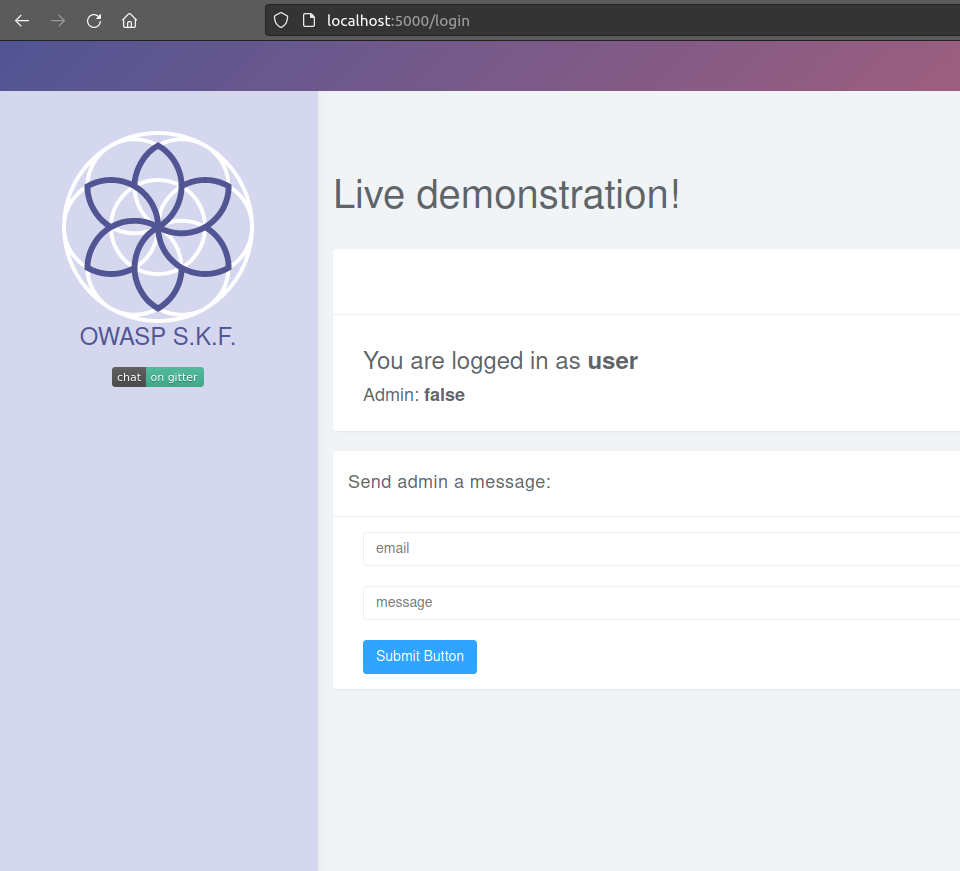 localhost:5000/login
OWASP S.K.F.
chat on gitter
Live demonstration!
You are logged in as user
Admin: false
Send admin a message:
email
message
Submit Button